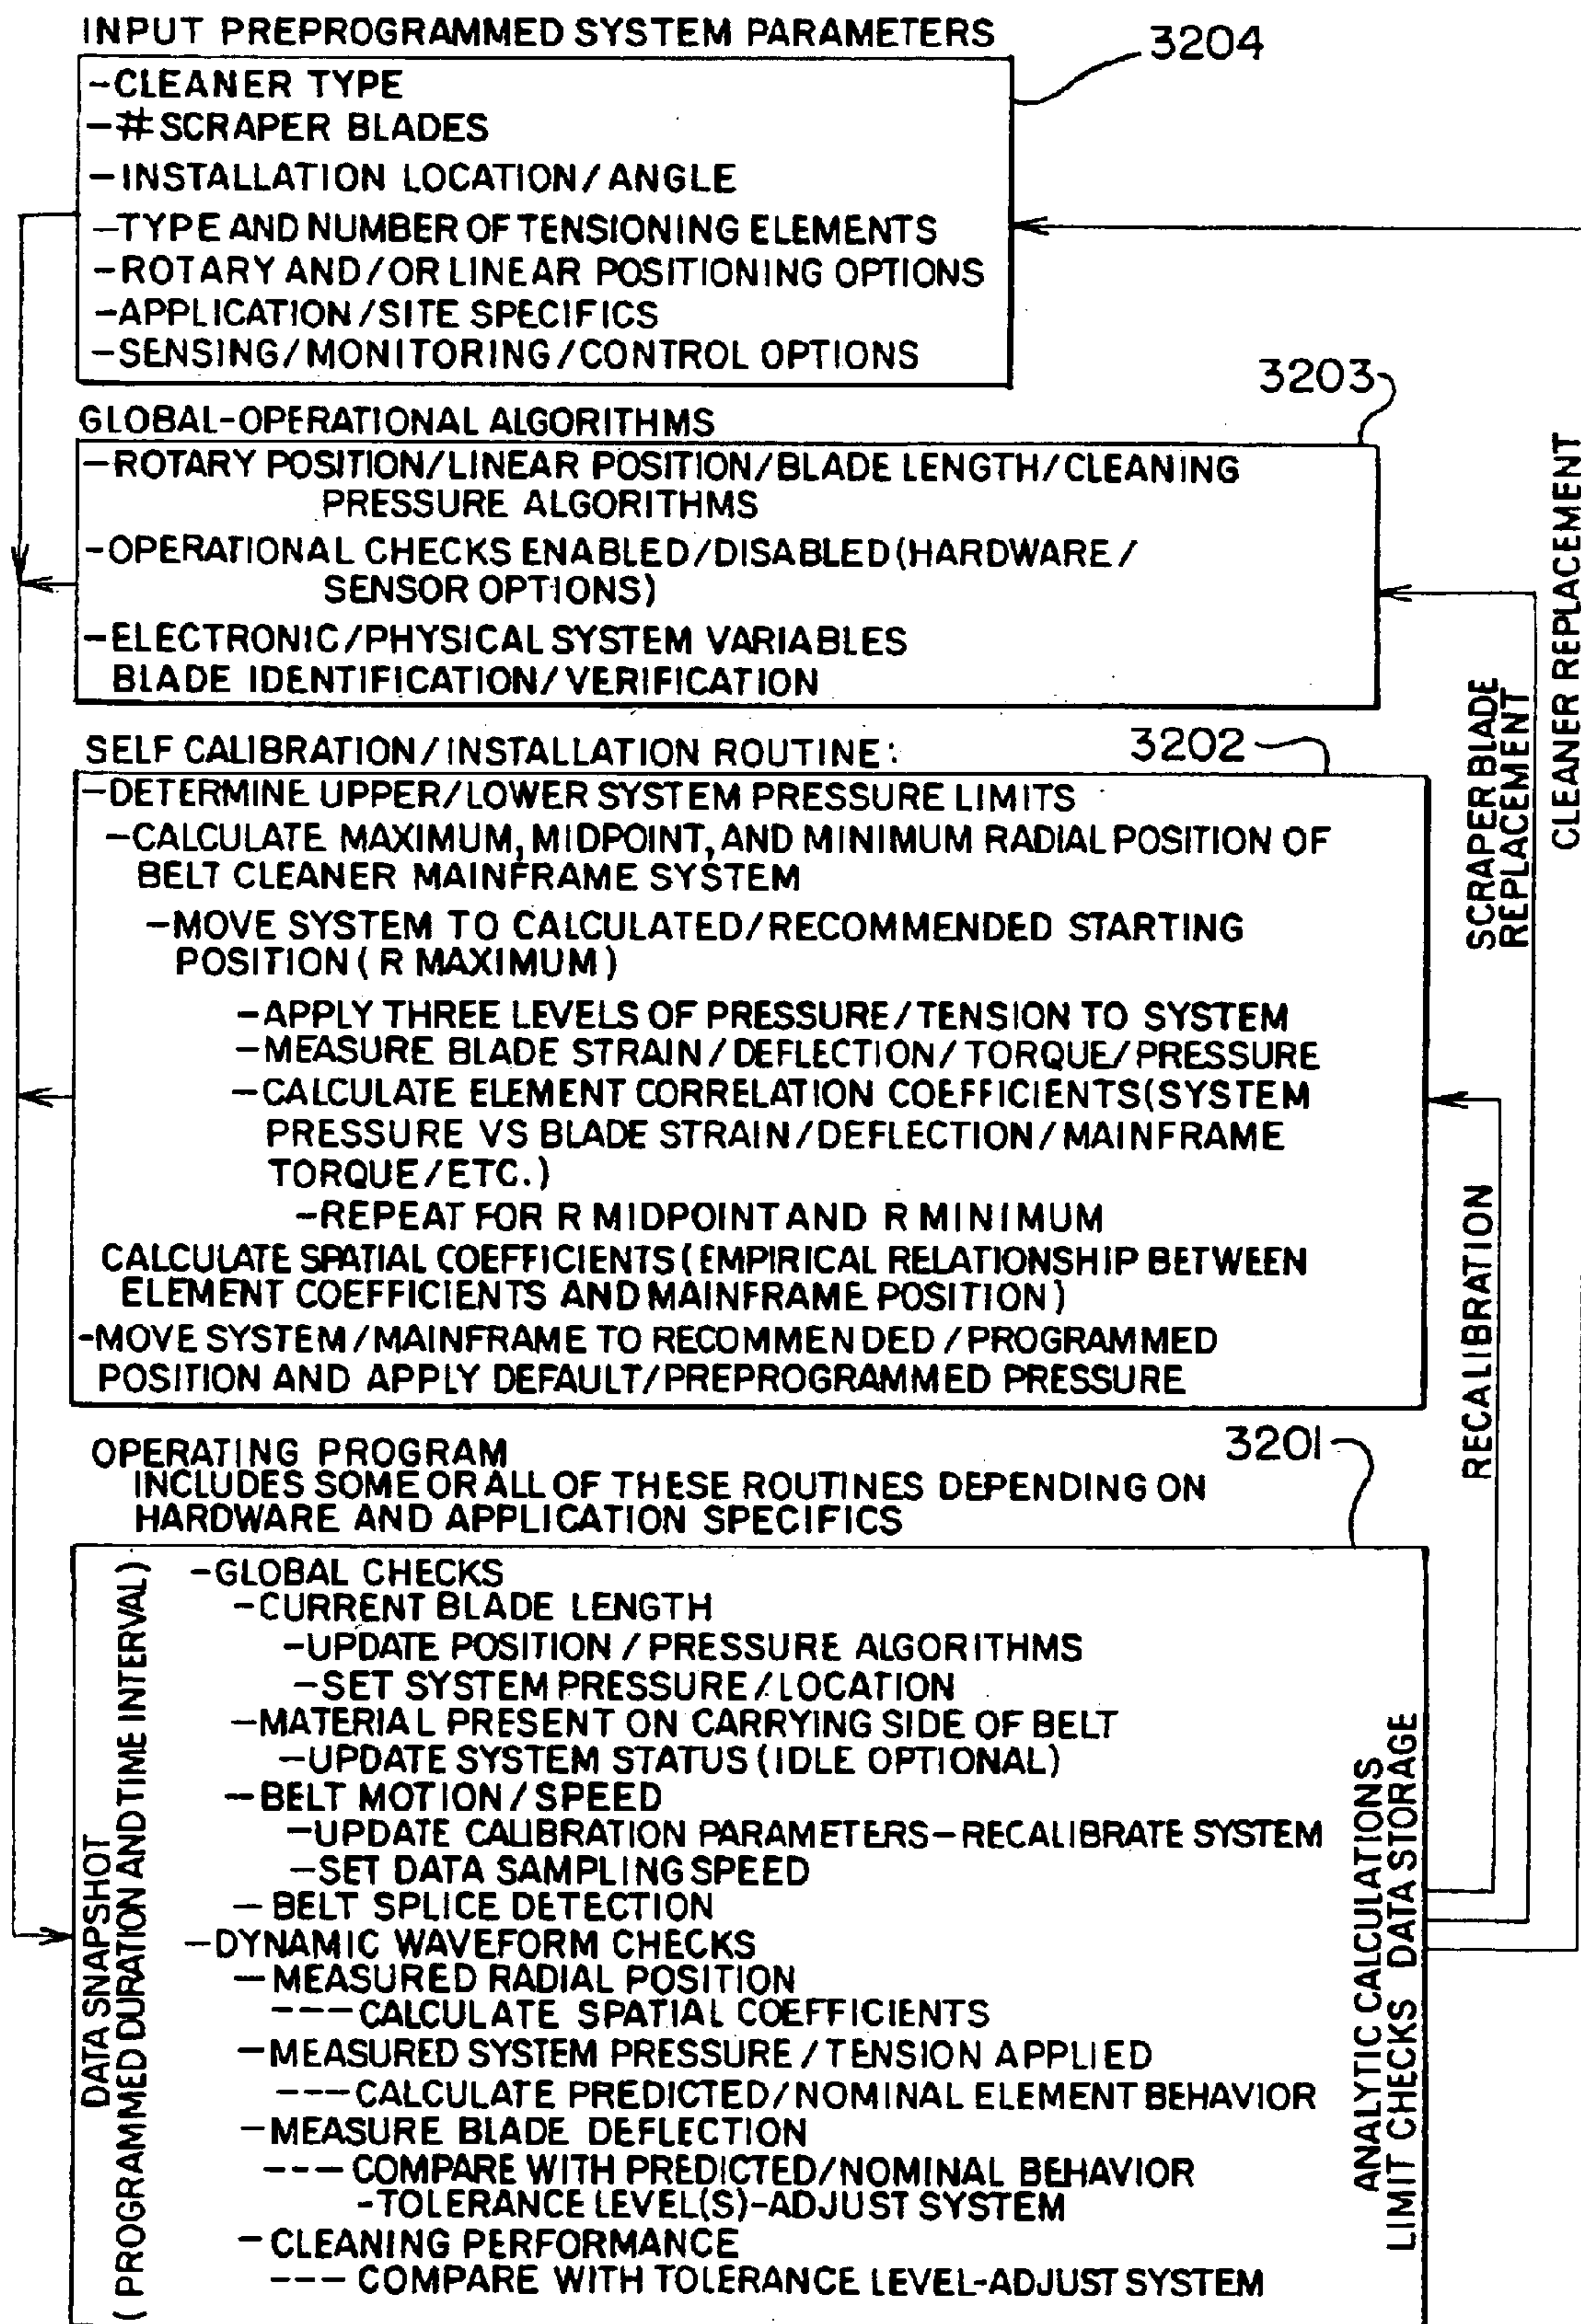 INPUT PREPROGRAMMED SYSTEM PARAMETERS
3204
-CLEANER TYPE
-#SCRAPER BLADES
-INSTALLATION LOCATION/ANGLE
-TYPE AND NUMBER OF TENSIONING ELEMENTS
-ROTARY AND/OR LINEAR POSITIONING OPTIONS
-APPLICATION/SITE SPECIFICS
-SENSING/MONITORING/CONTROL OPTIONS
3203
GLOBAL-OPERATIONAL ALGORITHMS
-ROTARY POSITION/LINEAR POSITION/BLADE LENGTH/CLEANING
PRESSURE ALGORITHMS
-OPERATIONAL CHECKS ENABLED/DISABLED(HARDWARE/
SENSOR OPTIONS)
-ELECTRONIC/PHYSICAL SYSTEM VARIABLES
BLADE IDENTIFICATION/VERIFICATION
SELF CALIBRATION/INSTALLATION ROUTINE:
3202
-DETERMINE UPPER/LOWER SYSTEM PRESSURE LIMITS
-CALCULATE MAXIMUM, MIDPOINT, AND MINIMUM RADIAL POSITION OF
BELT CLEANER MAINFRAME SYSTEM
-MOVE SYSTEM TO CALCULATED/RECOMMENDED STARTING
POSITION (R MAXIMUM)
-APPLY THREE LEVELS OF PRESSURE/TENSION TO SYSTEM
-MEASURE BLADE STRAIN/DEFLECTION/TORQUE/PRESSURE
-CALCULATE ELEMENT CORRELATION COEFFICIENTS(SYSTEM
PRESSURE VS BLADE STRAIN/DEFLECTION/MAINFRAME
TORQUE/ETC.)
-REPEAT FOR R MIDPOINT AND R MINIMUM
CALCULATE SPATIAL COEFFICIENTS (EMPIRICAL RELATIONSHIP BETWEEN
ELEMENT COEFFICIENTS AND MAINFRAME POSITION)
-MOVE SYSTEM/MAINFRAME TO RECOMMENDED/PROGRAMMED
POSITION AND APPLY DEFAULT/PREPROGRAMMED PRESSURE
OPERATING PROGRAM
3201
INCLUDES SOME OR ALL OF THESE ROUTINES DEPENDING ON
HARDWARE AND APPLICATION SPECIFICS
DATA SNAPSHOT
(PROGRAMMED DURATION AND TIME INTERVAL)
-GLOBAL CHECKS
-CURRENT BLADE LENGTH
-UPDATE POSITION/PRESSURE ALGORITHMS
-SET SYSTEM PRESSURE/LOCATION
-MATERIAL PRESENT ON CARRYING SIDE OF BELT
-UPDATE SYSTEM STATUS (IDLE OPTIONAL)
-BELT MOTION/SPEED
-UPDATE CALIBRATION PARAMETERS-RECALIBRATE SYSTEM
-SET DATA SAMPLING SPEED
-BELT SPLICE DETECTION
-DYNAMIC WAVEFORM CHECKS
-MEASURED RADIAL POSITION
---CALCULATE SPATIAL COEFFICIENTS
-MEASURED SYSTEM PRESSURE/TENSION APPLIED
---CALCULATE PREDICTED/NOMINAL ELEMENT BEHAVIOR
-MEASURE BLADE DEFLECTION
---COMPARE WITH PREDICTED/NOMINAL BEHAVIOR
-TOLERANCE LEVEL(S)-ADJUST SYSTEM
-CLEANING PERFORMANCE
---COMPARE WITH TOLERANCE LEVEL-ADJUST SYSTEM
ANALYTIC CALCULATIONS
LIMIT CHECKS DATA STORAGE
RECALIBRATION
SCRAPER BLADE
REPLACEMENT
CLEANER REPLACEMENT